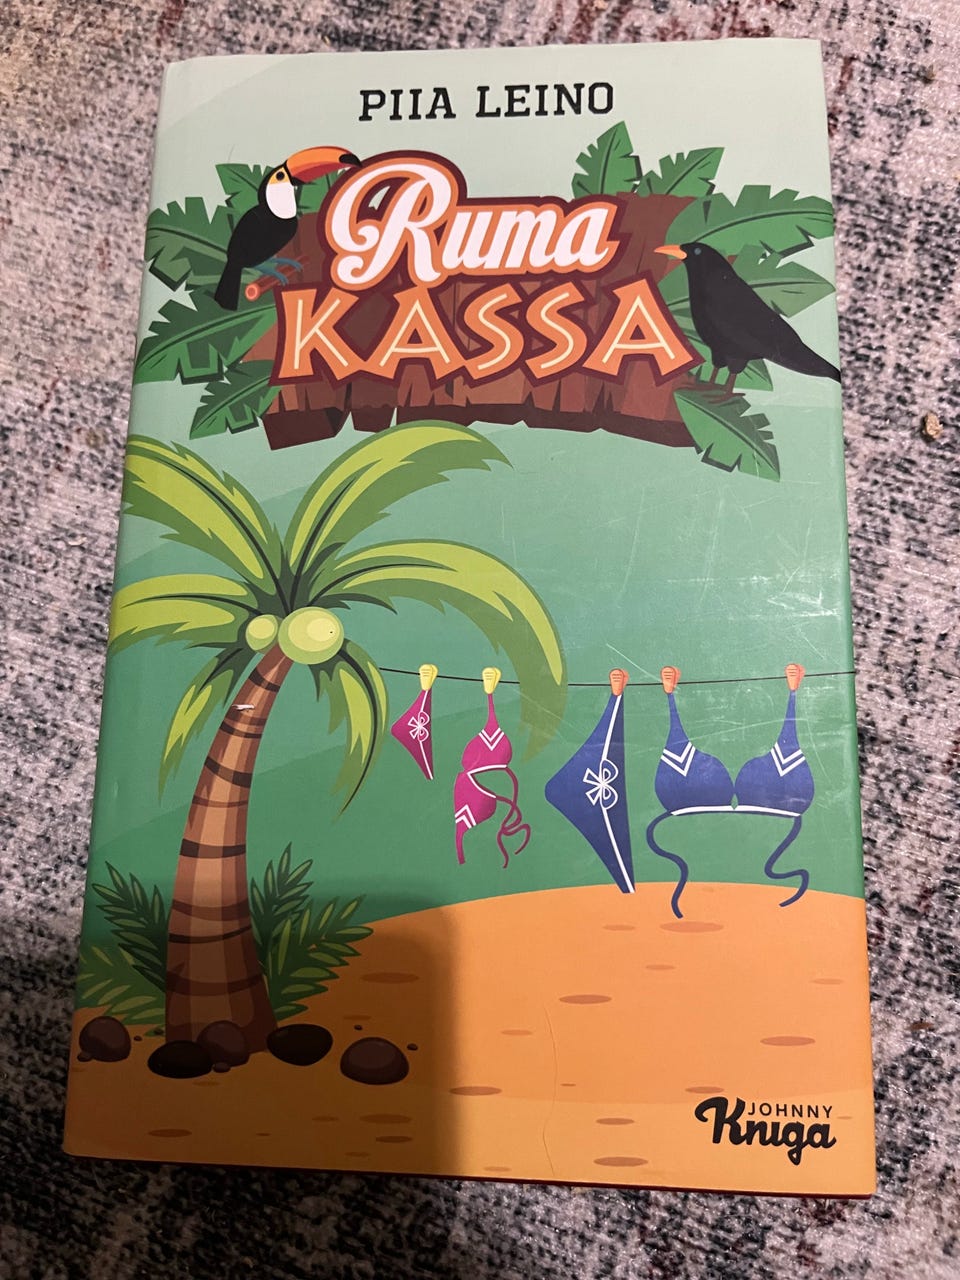 PIIA LEINO
Ruma
KASSA
JOHNNY
Kniga